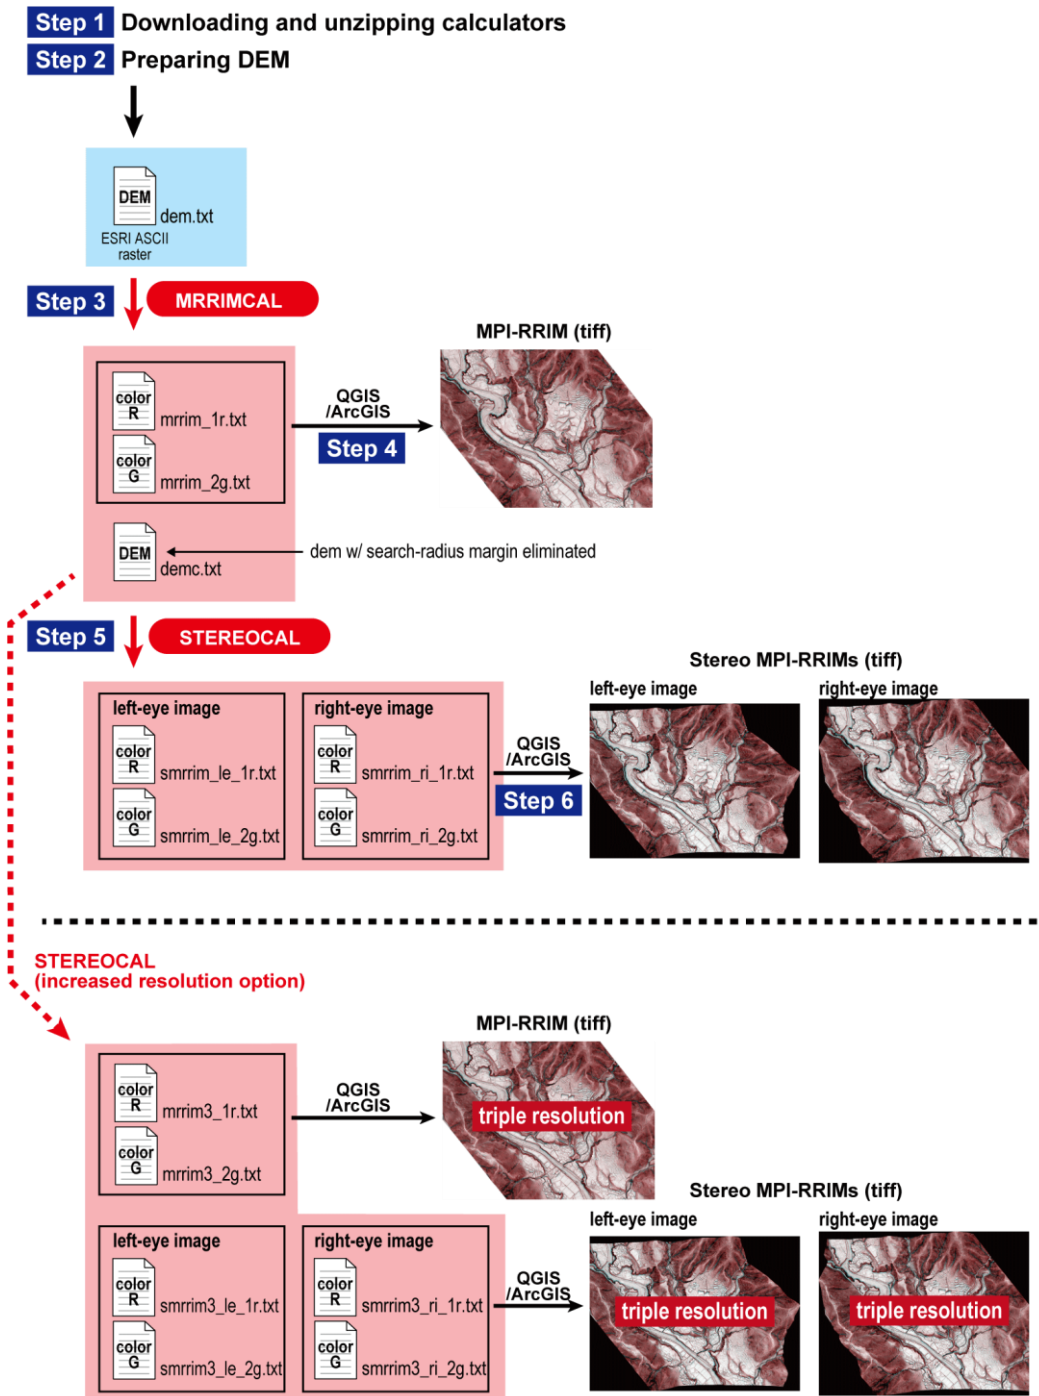 Step 1 Downloading and unzipping calculators
Step 2 Preparing DEM
DEM
dem.txt
ESRI ASCII
raster
Step 3 MRRIMCAL
MPI-RRIM (tiff)
color
R
mrrim_1r.txt
color
G
mrrim_2g.txt
QGIS
/ArcGIS
Step 4
DEM
demc.txt
dem w/ search-radius margin eliminated
Step 5 STEREOCAL
Stereo MPI-RRIMs (tiff)
left-eye image
right-eye image
left-eye image
color
R
smrrim_le_1r.txt
color
G
smrrim_le_2g.txt
right-eye image
color
R
smrrim_ri_1r.txt
color
G
smrrim_ri_2g.txt
QGIS
/ArcGIS
Step 6
STEREOCAL
(increased resolution option)
MPI-RRIM (tiff)
color
R
mrrim3_1r.txt
color
G
mrrim3_2g.txt
QGIS
/ArcGIS
triple resolution
Stereo MPI-RRIMs (tiff)
left-eye image
right-eye image
left-eye image
color
R
smrrim3_le_1r.txt
color
G
smrrim3_le_2g.txt
right-eye image
color
R
smrrim3_ri_1r.txt
color
G
smrrim3_ri_2g.txt
QGIS
/ArcGIS
triple resolution
triple resolution